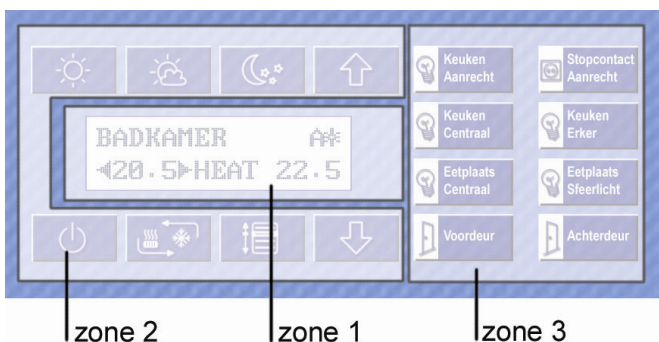 BADKAMER A☀
◀20.5▶HEAT 22.5
Keuken
Aanrecht
Stopcontact
Aanrecht
Keuken
Centraal
Keuken
Erker
Eetplaats
Centraal
Eetplaats
Sfeerlicht
Voordeur
Achterdeur
zone 2
zone 1
zone 3